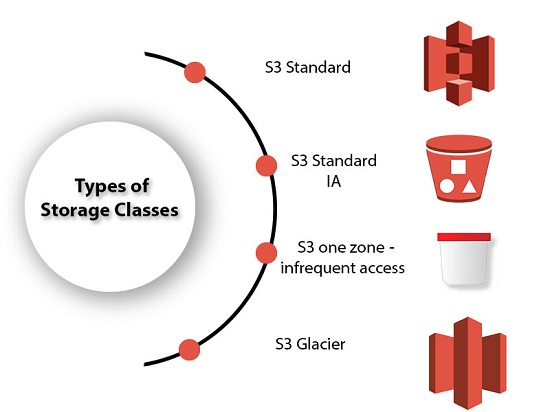 Types of
Storage Classes
S3 Standard
S3 Standard
IA
S3 one zone -
infrequent access
S3 Glacier